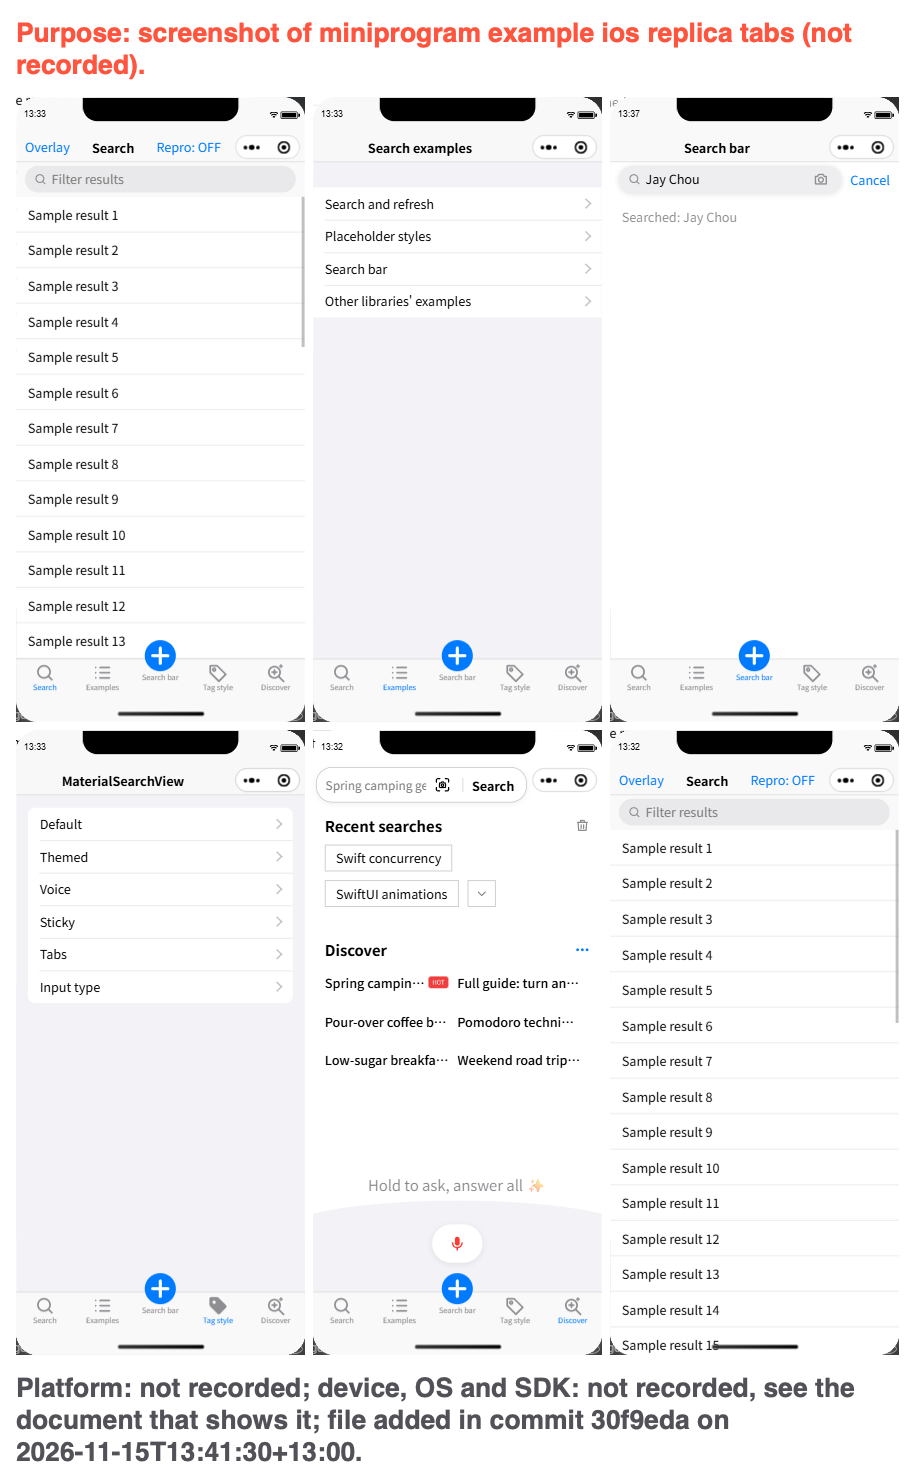 Purpose: screenshot of miniprogram example ios replica tabs (not
recorded).
13:33
Overlay
Search
Repro: OFF
Filter results
Sample result 1
Sample result 2
Sample result 3
Sample result 4
Sample result 5
Sample result 6
Sample result 7
Sample result 8
Sample result 9
Sample result 10
Sample result 11
Sample result 12
Sample result 13
Search
Examples
Search bar
Tag style
Discover
13:33
Search examples
Search and refresh
Placeholder styles
Search bar
Other libraries' examples
Search
Examples
Search bar
Tag style
Discover
13:37
Search bar
Jay Chou
Cancel
Searched: Jay Chou
Search
Examples
Search bar
Tag style
Discover
13:33
MaterialSearchView
Default
Themed
Voice
Sticky
Tabs
Input type
Search
Examples
Search bar
Tag style
Discover
13:32
Spring camping ge
Search
Recent searches
Swift concurrency
SwiftUI animations
Discover
Spring campin··· HOT
Full guide: turn an···
Pour-over coffee b···
Pomodoro techni···
Low-sugar breakfa···
Weekend road trip···
Hold to ask, answer all ✨
Search
Examples
Search bar
Tag style
Discover
13:32
Overlay
Search
Repro: OFF
Filter results
Sample result 1
Sample result 2
Sample result 3
Sample result 4
Sample result 5
Sample result 6
Sample result 7
Sample result 8
Sample result 9
Sample result 10
Sample result 11
Sample result 12
Sample result 13
Sample result 14
Sample result 15
Platform: not recorded; device, OS and SDK: not recorded, see the
document that shows it; file added in commit 30f9eda on
2026-11-15T13:41:30+13:00.